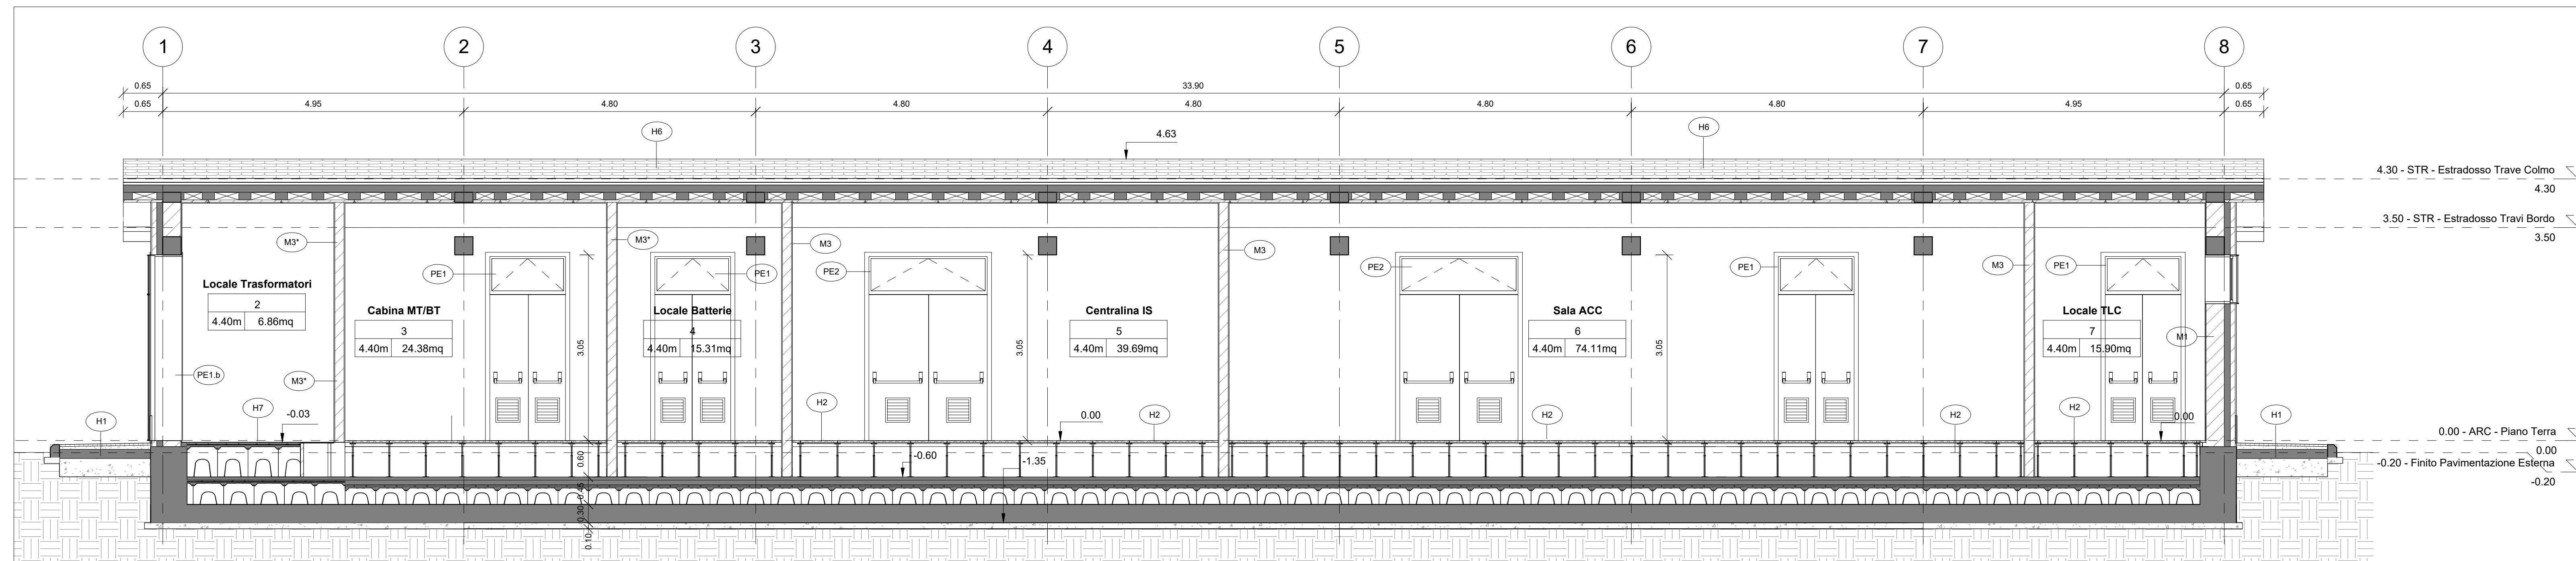 1 2 3 4 5 6 7 8
0.65 33.90 0.65
0.65 4.95 4.80 4.80 4.80 4.80 4.80 4.95 0.65
H6 H6
4.63
4.30 - STR - Estradosso Trave Colmo
4.30
3.50 - STR - Estradosso Travi Bordo
3.50
M3* M3* M3 M3 M3
PE1 PE1 PE2 PE2 PE1 PE1
Locale Trasformatori
2
4.40m 6.86mq
Cabina MT/BT
3
4.40m 24.38mq
Locale Batterie
4
4.40m 15.31mq
Centralina IS
5
4.40m 39.69mq
Sala ACC
6
4.40m 74.11mq
Locale TLC
7
4.40m 15.90mq
M1
3.05 3.05 3.05
PE1.b
M3*
H1 H7 -0.03 H2 0.00 H2 H2 H2 H2 0.00 H1
0.00 - ARC - Piano Terra
0.00
-0.20 - Finito Pavimentazione Esterna
-0.20
0.60 -0.60 -1.35
0.45
0.30
0.10